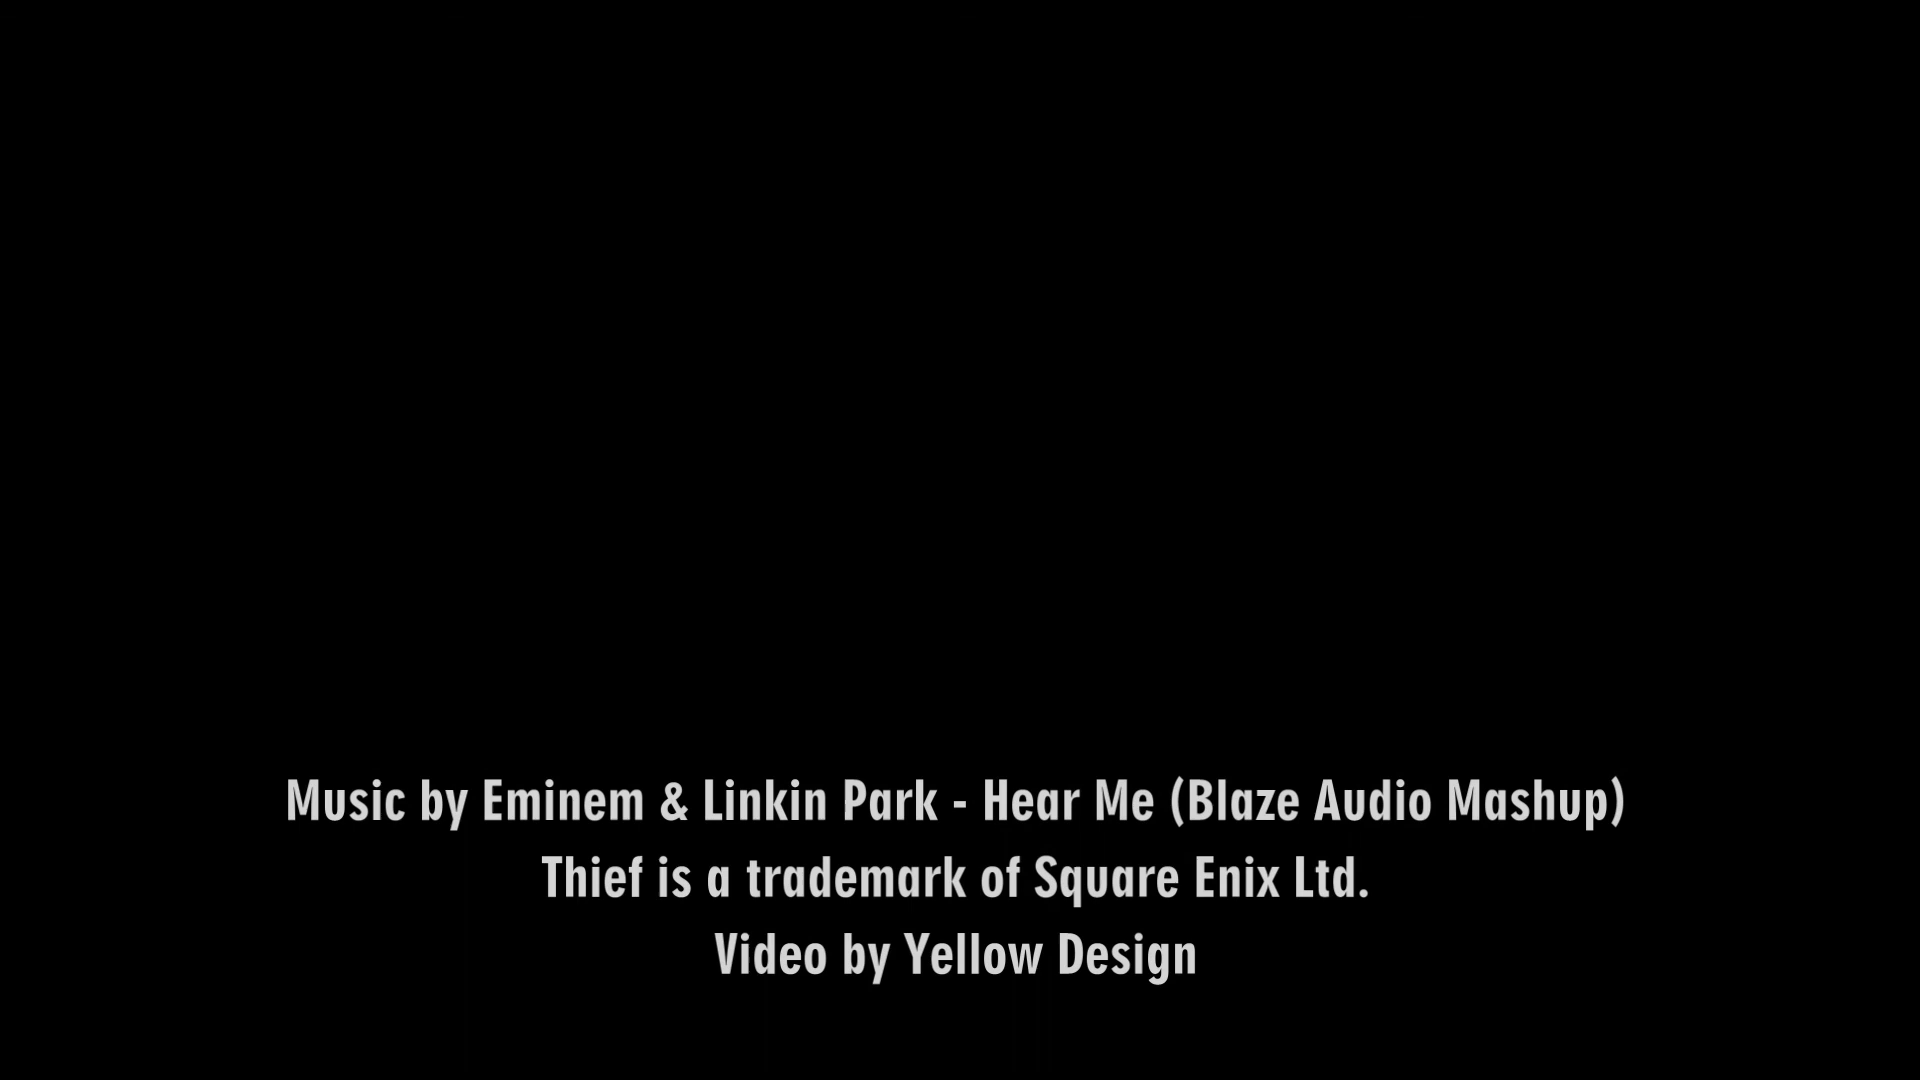 Music by Eminem & Linkin Park - Hear Me (Blaze Audio Mashup)
Thief is a trademark of Square Enix Ltd.
Video by Yellow Design